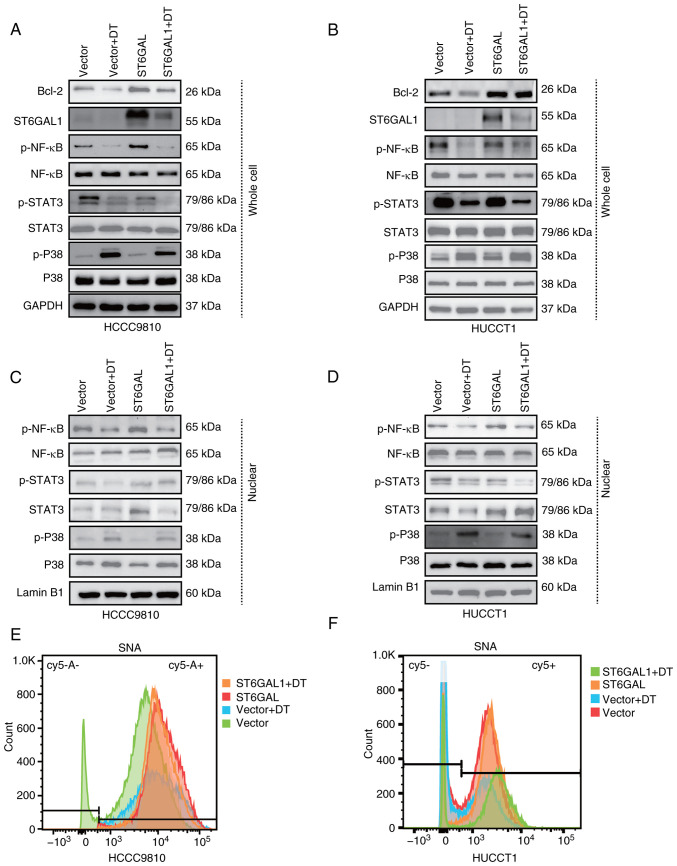 A
Vector
Vector+DT
ST6GAL
ST6GAL1+DT
Bcl-2 26 kDa
ST6GAL1 55 kDa
p-NF-κB 65 kDa
NF-κB 65 kDa
p-STAT3 79/86 kDa
STAT3 79/86 kDa
p-P38 38 kDa
P38 38 kDa
GAPDH 37 kDa
HCCC9810
Whole cell
B
Vector
Vector+DT
ST6GAL
ST6GAL1+DT
Bcl-2 26 kDa
ST6GAL1 55 kDa
p-NF-κB 65 kDa
NF-κB 65 kDa
p-STAT3 79/86 kDa
STAT3 79/86 kDa
p-P38 38 kDa
P38 38 kDa
GAPDH 37 kDa
HUCCT1
Whole cell
C
Vector
Vector+DT
ST6GAL
ST6GAL1+DT
p-NF-κB 65 kDa
NF-κB 65 kDa
p-STAT3 79/86 kDa
STAT3 79/86 kDa
p-P38 38 kDa
P38 38 kDa
Lamin B1 60 kDa
HCCC9810
Nuclear
D
Vector
Vector+DT
ST6GAL
ST6GAL1+DT
p-NF-κB 65 kDa
NF-κB 65 kDa
p-STAT3 79/86 kDa
STAT3 79/86 kDa
p-P38 38 kDa
P38 38 kDa
Lamin B1 60 kDa
HUCCT1
Nuclear
E
SNA
1.0K
cy5-A- cy5-A+
800
600
400
200
0
Count
−10³ 0 10³ 10⁴ 10⁵
HCCC9810
ST6GAL1+DT
ST6GAL
Vector+DT
Vector
F
SNA
1.0K
cy5- cy5+
800
600
400
200
0
Count
−10³ 0 10³ 10⁴ 10⁵
HUCCT1
ST6GAL1+DT
ST6GAL
Vector+DT
Vector